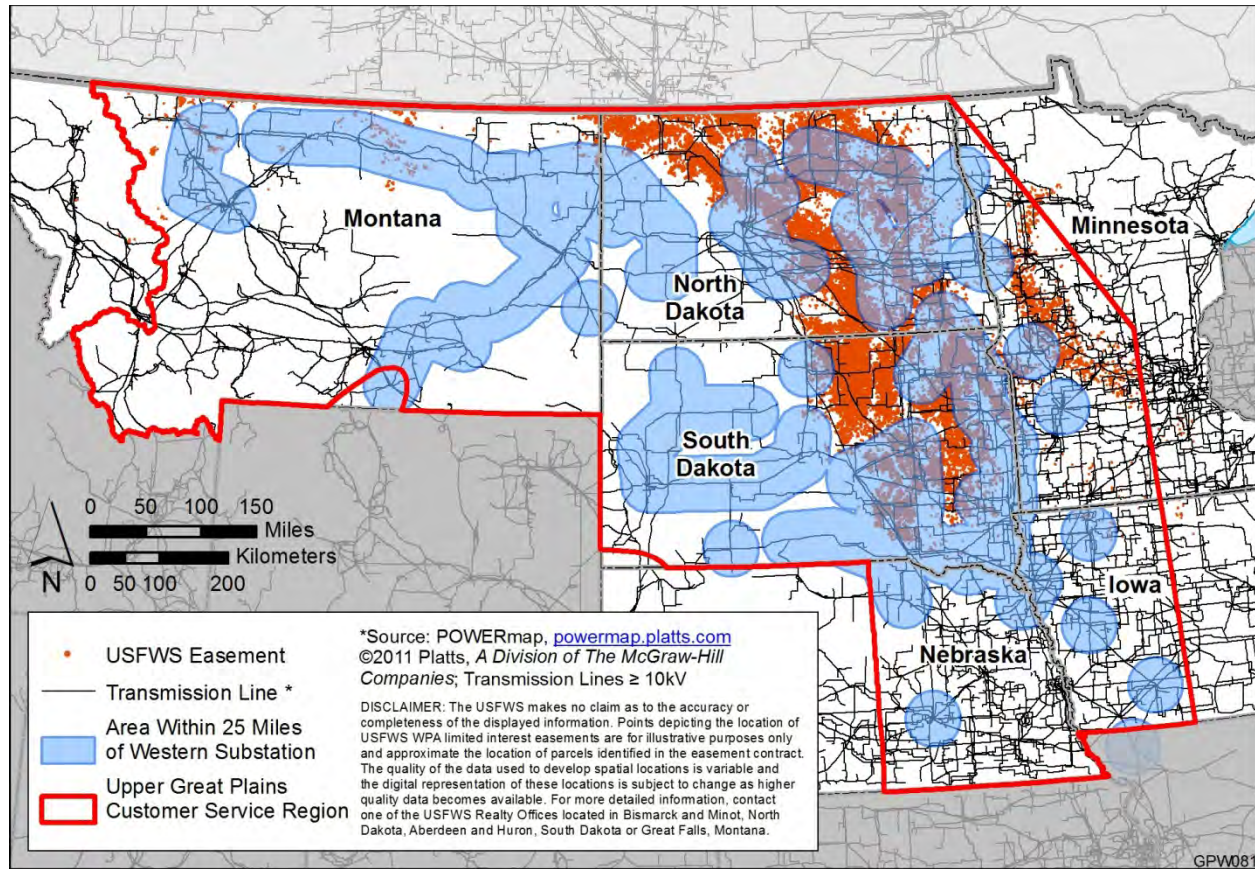 Montana
North
Dakota
Minnesota
South
Dakota
Iowa
Nebraska
0 50 100 150
Miles
Kilometers
0 50 100 200
N
USFWS Easement
Transmission Line *
Area Within 25 Miles
of Western Substation
Upper Great Plains
Customer Service Region
*Source: POWERmap, powermap.platts.com
©2011 Platts, A Division of The McGraw-Hill
Companies; Transmission Lines ≥ 10kV
DISCLAIMER: The USFWS makes no claim as to the accuracy or
completeness of the displayed information. Points depicting the location of
USFWS WPA limited interest easements are for illustrative purposes only
and approximate the location of parcels identified in the easement contract.
The quality of the data used to develop spatial locations is variable and
the digital representation of these locations is subject to change as higher
quality data becomes available. For more detailed information, contact
one of the USFWS Realty Offices located in Bismarck and Minot, North
Dakota, Aberdeen and Huron, South Dakota or Great Falls, Montana.
GPW081